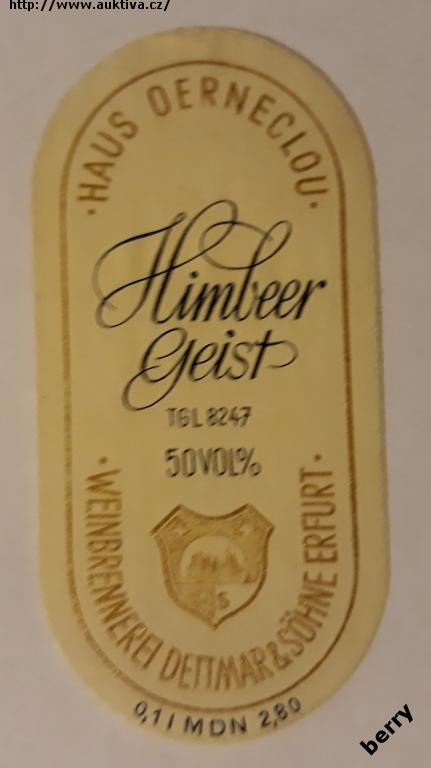 http://www.auktiva.cz/
·HAUS OERNECLOU·
Himbeer
Geist
TGL 8247
50VOL%
·WEINBRENNEREI DETTMAR & SÖHNE ERFURT·
0,1 l MDN 2,80
berry